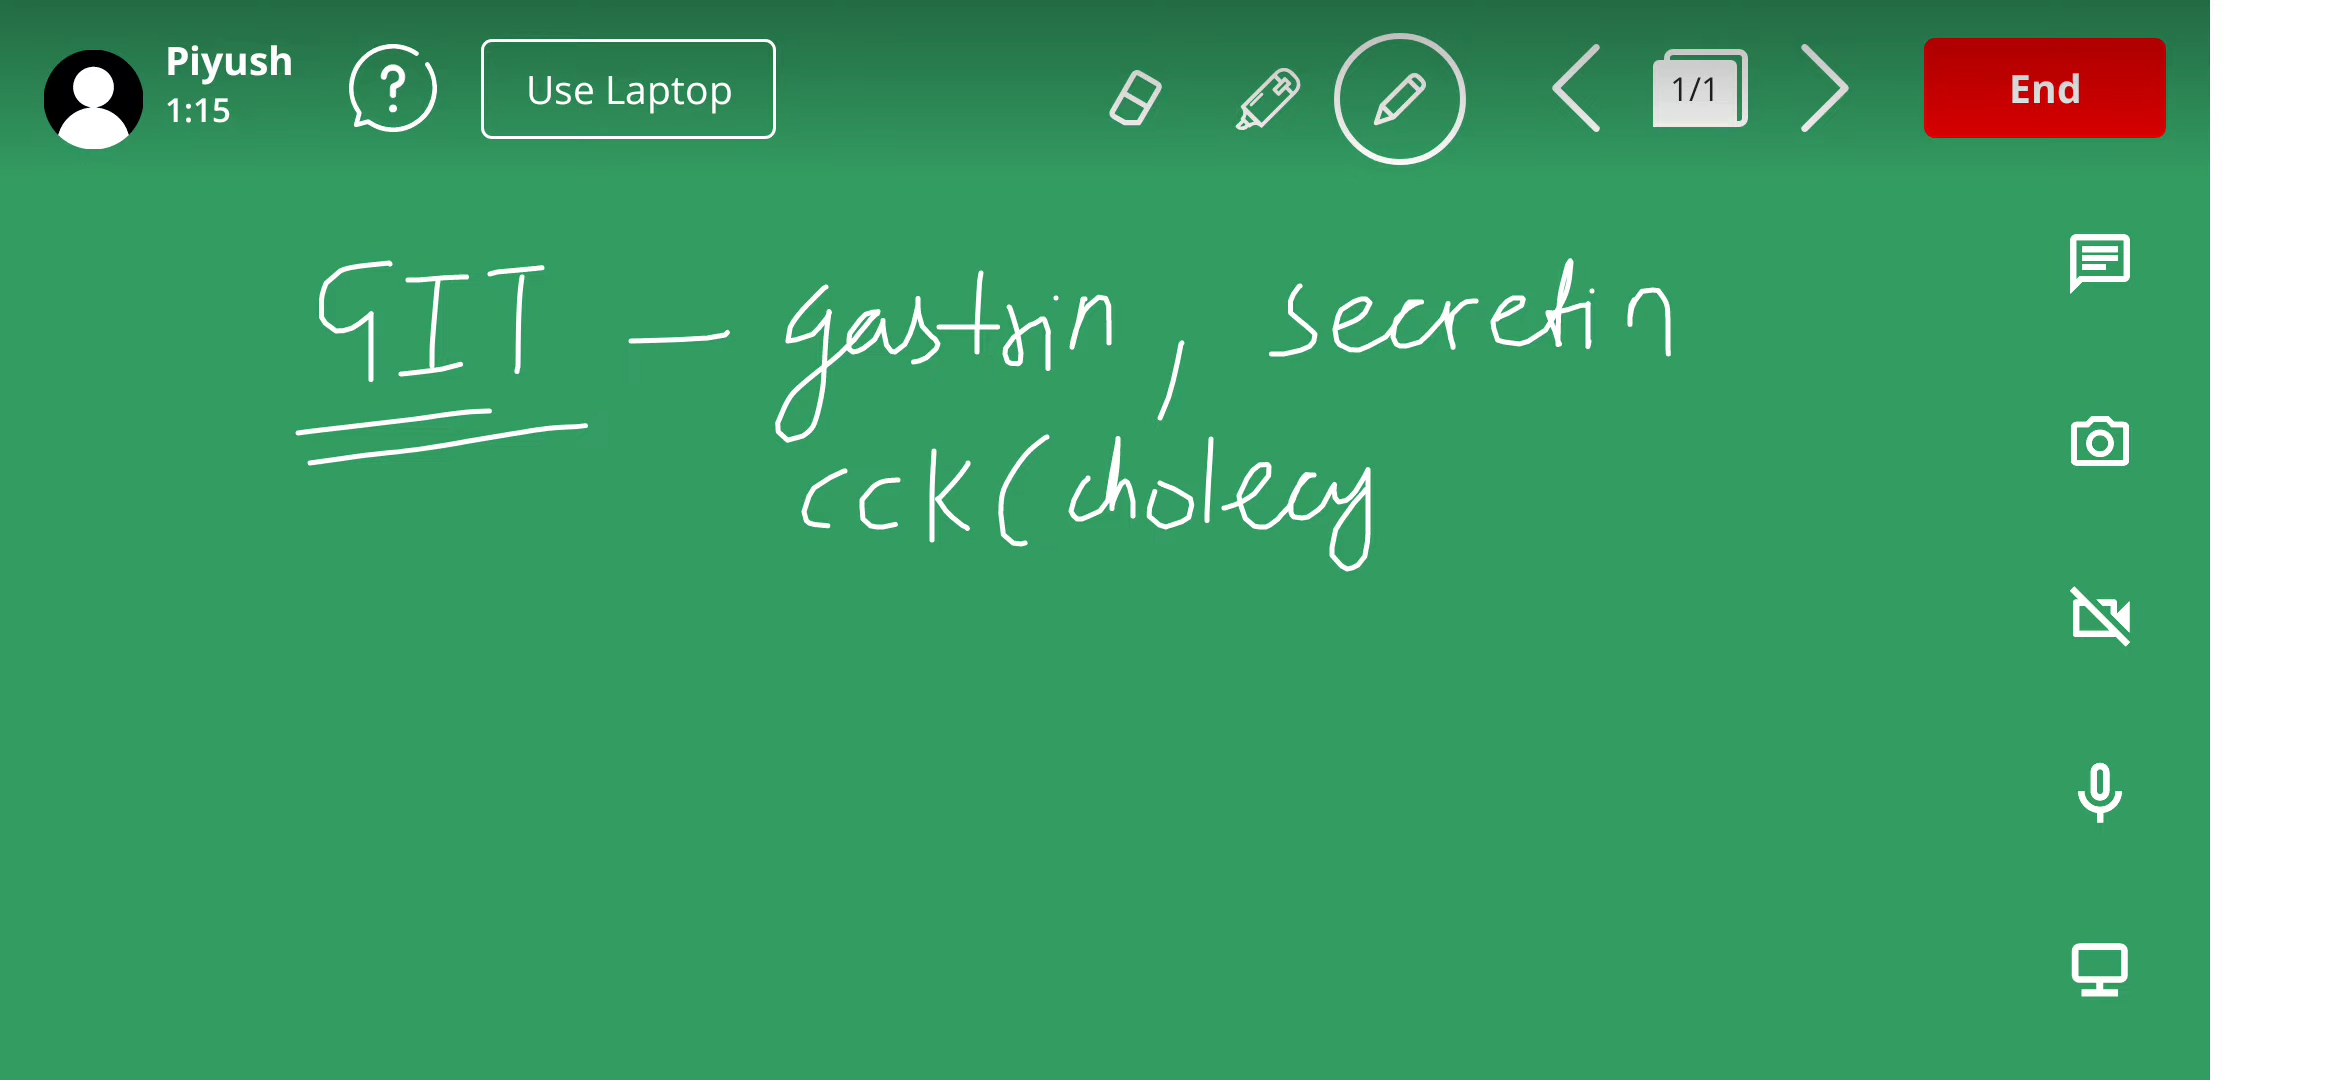 Piyush
1:15
?
Use Laptop
1/1
End
GIT — gastrin, secretin
CCK (cholecy